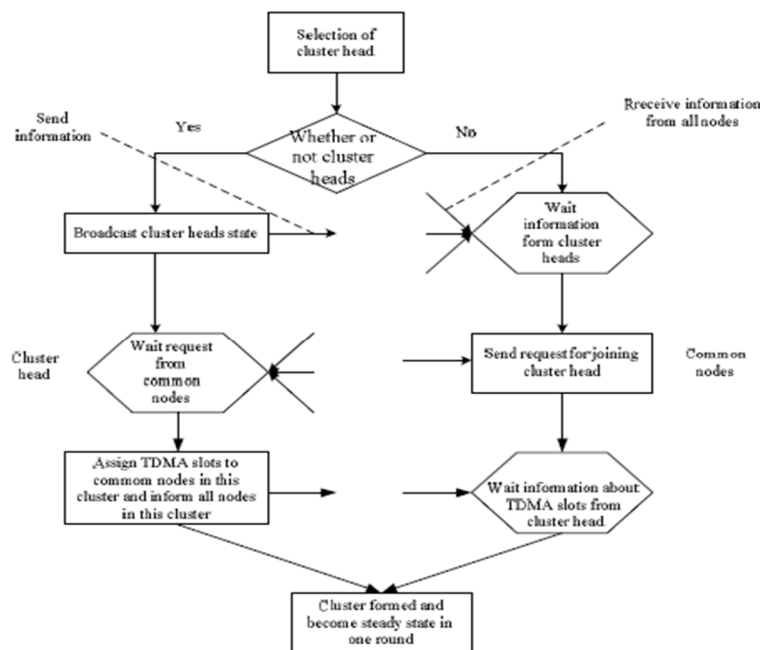 Selection of
cluster head
Send
information
Yes
Whether or
not cluster
heads
No
Rreceive information
from all nodes
Broadcast cluster heads state
Wait
information
form cluster
heads
Cluster
head
Wait request
from
common
nodes
Send request for joining
cluster head
Common
nodes
Assign TDMA slots to
commom nodes in this
cluster and inform all nodes
in this cluster
Wait information about
TDMA slots from
cluster head
Cluster formed and
become steady state in
one round